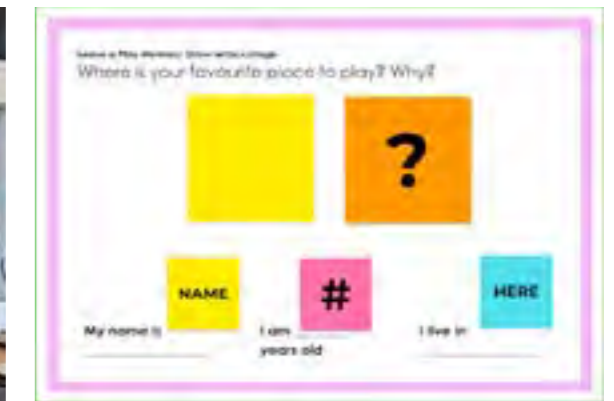 Where is your favourite place to play? Why?
?
NAME
#
HERE
My name is
I am
years old
I live in